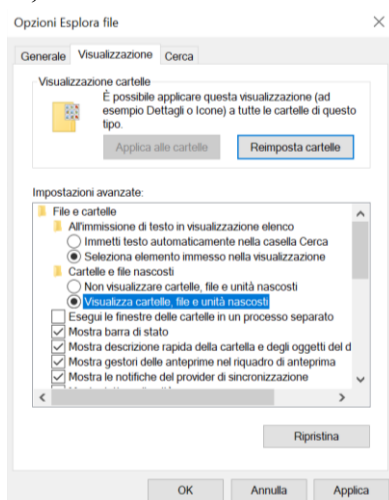 Opzioni Esplora file
Generale Visualizzazione Cerca
Visualizzazione cartelle
È possibile applicare questa visualizzazione (ad
esempio Dettagli o Icone) a tutte le cartelle di questo
tipo.
Applica alle cartelle Reimposta cartelle
Impostazioni avanzate:
File e cartelle
All'immissione di testo in visualizzazione elenco
Immetti testo automaticamente nella casella Cerca
Seleziona elemento immesso nella visualizzazione
Cartelle e file nascosti
Non visualizzare cartelle, file e unità nascosti
Visualizza cartelle, file e unità nascosti
Esegui le finestre delle cartelle in un processo separato
Mostra barra di stato
Mostra descrizione rapida della cartella e degli oggetti del d
Mostra gestori delle anteprime nel riquadro di anteprima
Mostra le notifiche del provider di sincronizzazione
Ripristina
OK Annulla Applica